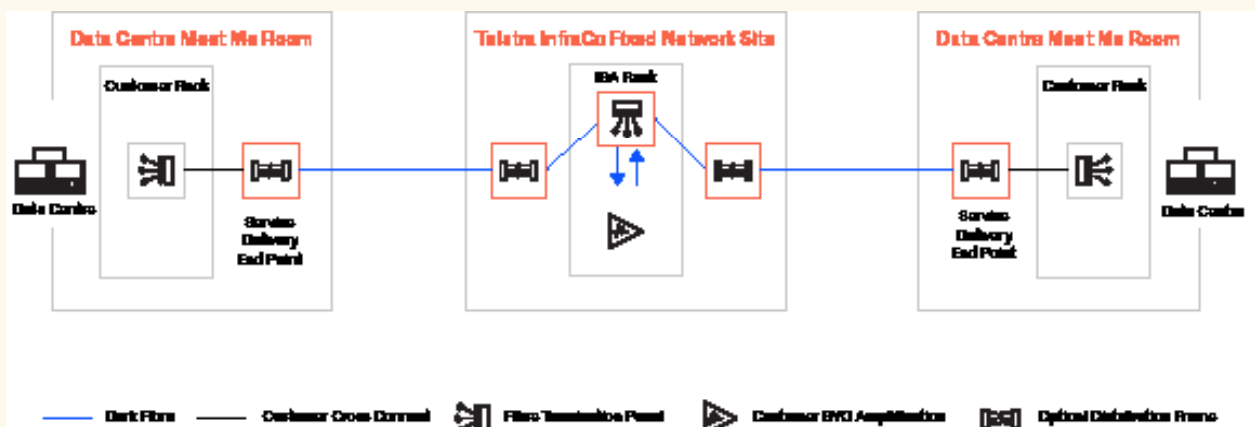 Data Centre Meet Me Room
Telstra InfraCo Fixed Network Site
Data Centre Meet Me Room
Customer Rack
Rack
Customer Rack
Data Centre
Service
Delivery
End Point
Service
Delivery
End Point
Data Centre
Dark Fibre
Customer Cross Connect
Fibre Termination Panel
Customer BYO Amplification
Optical Distribution Frame